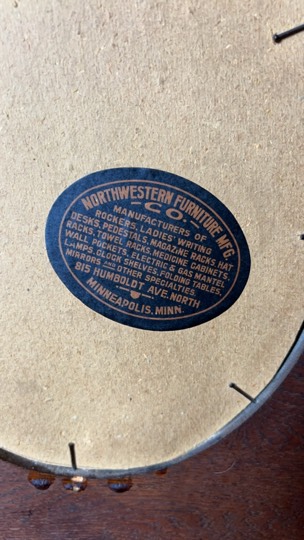 NORTHWESTERN FURNITURE MFG.
CO.
MANUFACTURERS OF
ROCKERS, LADIES' WRITING
DESKS, PEDESTALS, MAGAZINE RACKS HAT
RACKS, TOWEL RACKS, MEDICINE CABINETS,
WALL POCKETS, ELECTRIC & GAS MANTEL
LAMPS, CLOCK SHELVES, FOLDING TABLES,
MIRRORS AND OTHER SPECIALTIES.
815 HUMBOLDT AVE. NORTH
MINNEAPOLIS, MINN.